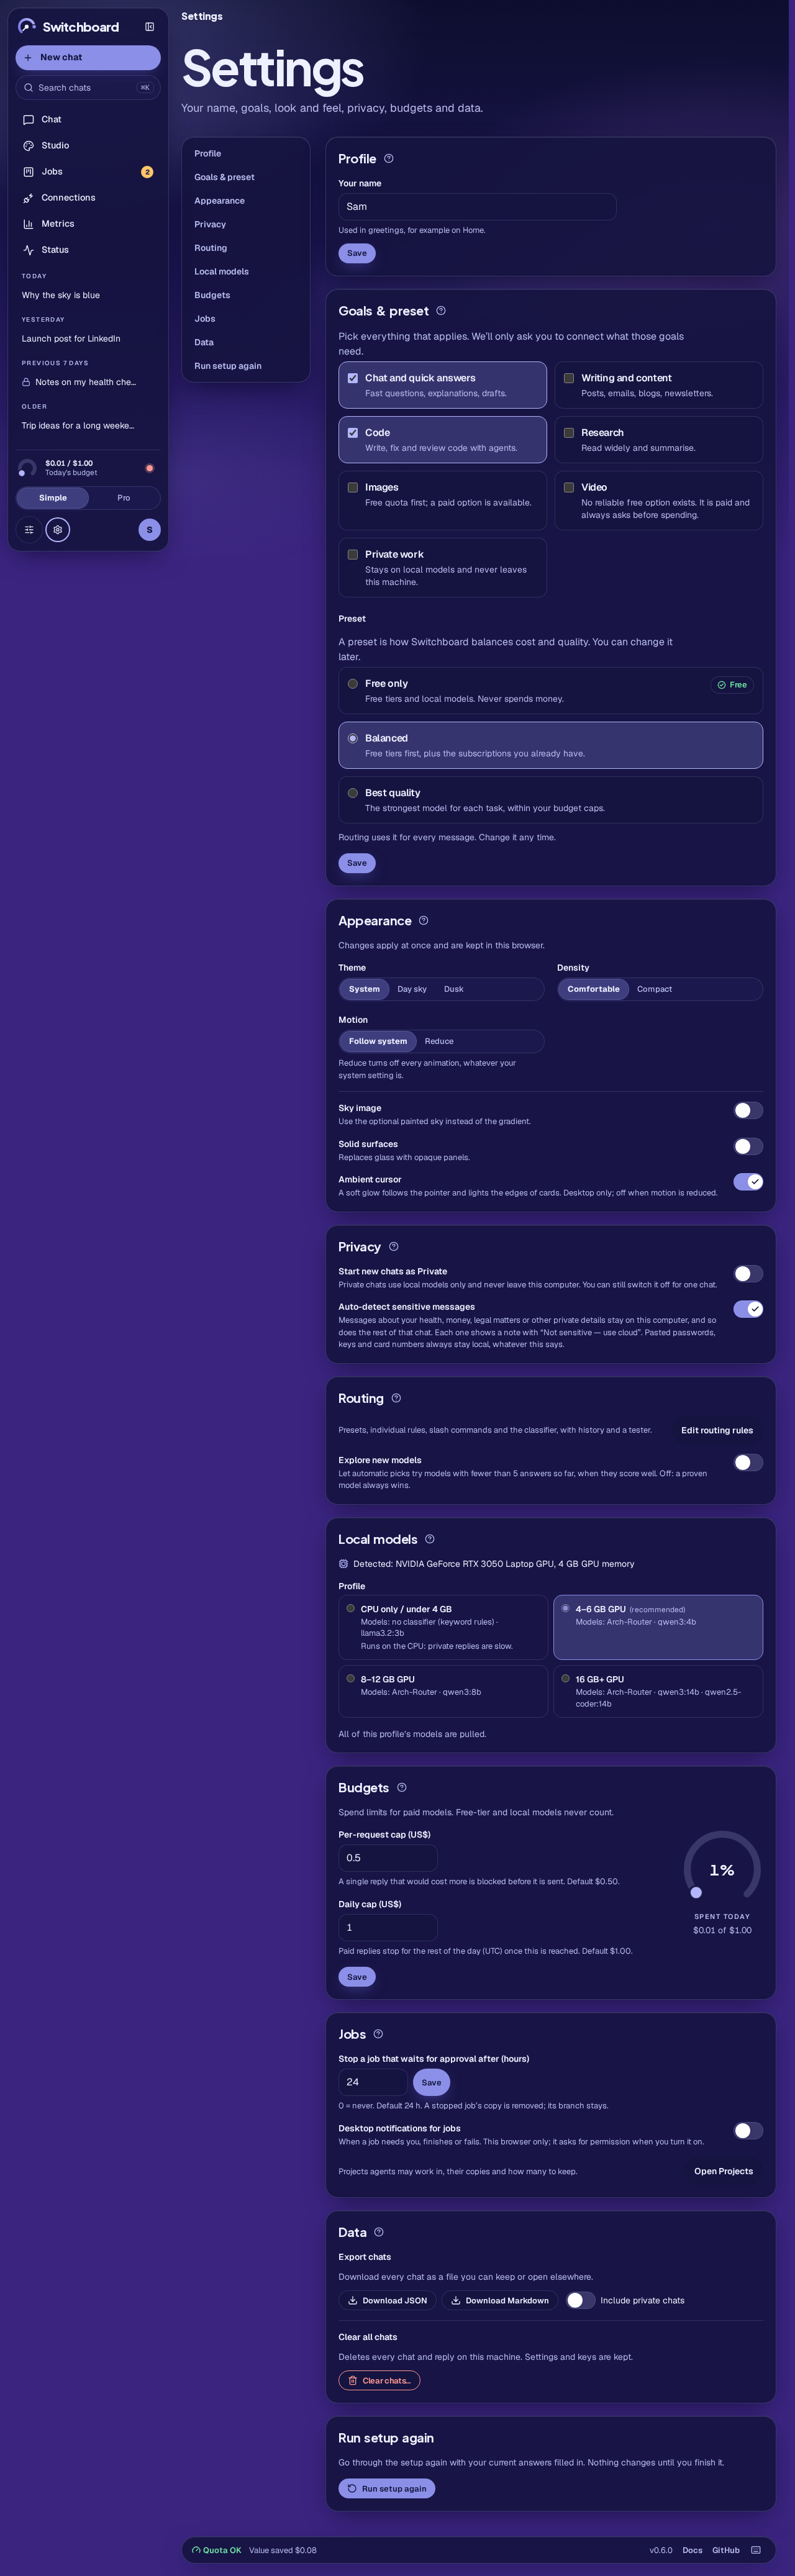 Switchboard
New chat
Search chats
⌘K
Chat
Studio
Jobs
2
Connections
Metrics
Status
TODAY
Why the sky is blue
YESTERDAY
Launch post for LinkedIn
PREVIOUS 7 DAYS
Notes on my health che...
OLDER
Trip ideas for a long weeke...
$0.01 / $1.00
Today's budget
Simple
Pro
S
Settings
Settings
Your name, goals, look and feel, privacy, budgets and data.
Profile
Goals & preset
Appearance
Privacy
Routing
Local models
Budgets
Jobs
Data
Run setup again
Profile
Your name
Sam
Used in greetings, for example on Home.
Save
Goals & preset
Pick everything that applies. We'll only ask you to connect what those goals
need.
Chat and quick answers
Fast questions, explanations, drafts.
Writing and content
Posts, emails, blogs, newsletters.
Code
Write, fix and review code with agents.
Research
Read widely and summarise.
Images
Free quota first; a paid option is available.
Video
No reliable free option exists. It is paid and
always asks before spending.
Private work
Stays on local models and never leaves
this machine.
Preset
A preset is how Switchboard balances cost and quality. You can change it
later.
Free only
Free tiers and local models. Never spends money.
Free
Balanced
Free tiers first, plus the subscriptions you already have.
Best quality
The strongest model for each task, within your budget caps.
Routing uses it for every message. Change it any time.
Save
Appearance
Changes apply at once and are kept in this browser.
Theme
System
Day sky
Dusk
Density
Comfortable
Compact
Motion
Follow system
Reduce
Reduce turns off every animation, whatever your
system setting is.
Sky image
Use the optional painted sky instead of the gradient.
Solid surfaces
Replaces glass with opaque panels.
Ambient cursor
A soft glow follows the pointer and lights the edges of cards. Desktop only; off when motion is reduced.
Privacy
Start new chats as Private
Private chats use local models only and never leave this computer. You can still switch it off for one chat.
Auto-detect sensitive messages
Messages about your health, money, legal matters or other private details stay on this computer, and so
does the rest of that chat. Each one shows a note with “Not sensitive — use cloud”. Pasted passwords,
keys and card numbers always stay local, whatever this says.
Routing
Presets, individual rules, slash commands and the classifier, with history and a tester.
Edit routing rules
Explore new models
Let automatic picks try models with fewer than 5 answers so far, when they score well. Off: a proven
model always wins.
Local models
Detected: NVIDIA GeForce RTX 3050 Laptop GPU, 4 GB GPU memory
Profile
CPU only / under 4 GB
Models: no classifier (keyword rules) ·
llama3.2:3b
Runs on the CPU: private replies are slow.
4–6 GB GPU (recommended)
Models: Arch-Router · qwen3:4b
8–12 GB GPU
Models: Arch-Router · qwen3:8b
16 GB+ GPU
Models: Arch-Router · qwen3:14b · qwen2.5-
coder:14b
All of this profile's models are pulled.
Budgets
Spend limits for paid models. Free-tier and local models never count.
Per-request cap (US$)
0.5
A single reply that would cost more is blocked before it is sent. Default $0.50.
Daily cap (US$)
1
Paid replies stop for the rest of the day (UTC) once this is reached. Default $1.00.
Save
1%
SPENT TODAY
$0.01 of $1.00
Jobs
Stop a job that waits for approval after (hours)
24
Save
0 = never. Default 24 h. A stopped job's copy is removed; its branch stays.
Desktop notifications for jobs
When a job needs you, finishes or fails. This browser only; it asks for permission when you turn it on.
Projects agents may work in, their copies and how many to keep.
Open Projects
Data
Export chats
Download every chat as a file you can keep or open elsewhere.
Download JSON
Download Markdown
Include private chats
Clear all chats
Deletes every chat and reply on this machine. Settings and keys are kept.
Clear chats...
Run setup again
Go through the setup again with your current answers filled in. Nothing changes until you finish it.
Run setup again
Quota OK
Value saved $0.08
v0.6.0
Docs
GitHub